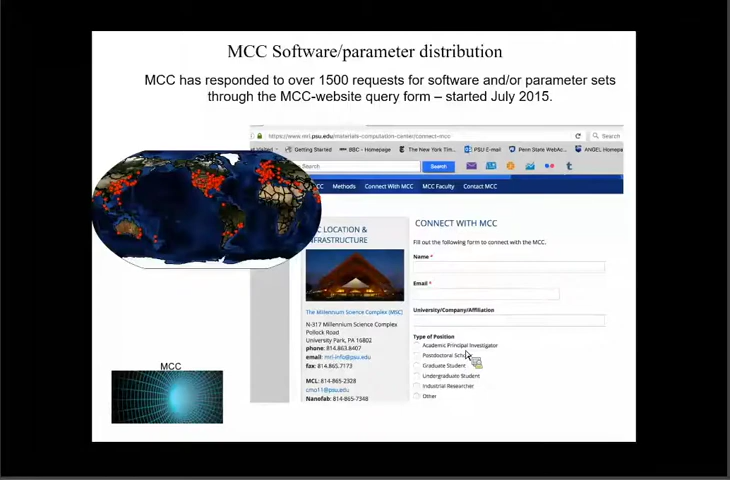 MCC Software/parameter distribution
MCC has responded to over 1500 requests for software and/or parameter sets
through the MCC-website query form – started July 2015.
https://www.mri.psu.edu/materials-computation-center/connect-mcc
Search
Getting Started
BBC - Homepage
The New York Tim...
PSU E-mail
Penn State WebAc...
ANGEL Homepa
Search
Search
Methods
Connect With MCC
MCC Faculty
Contact MCC
LOCATION &
INFRASTRUCTURE
The Millennium Science Complex (MSC)
N-317 Millennium Science Complex
Pollock Road
University Park, PA 16802
phone: 814.863.8407
email: mri-info@psu.edu
fax: 814.865.7173
MCL: 814-865-2328
cmo11@psu.edu
Nanofab: 814-865-7348
CONNECT WITH MCC
Fill out the following form to connect with the MCC.
Name *
Email *
University/Company/Affiliation
Type of Position
Academic Principal Investigator
Postdoctoral
Graduate Student
Undergraduate Student
Industrial Researcher
Other
MCC